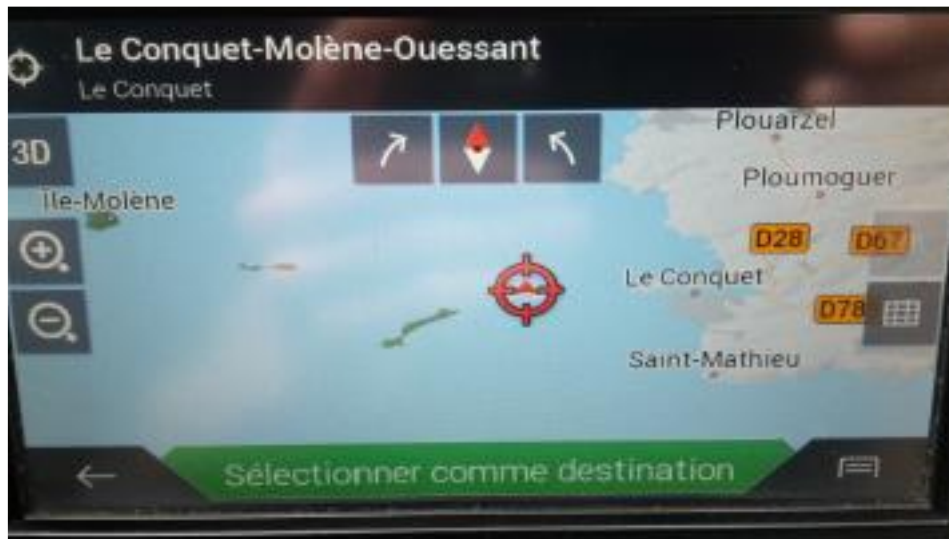 Le Conquet-Molène-Ouessant
Le Conquet
3D
Plouarzel
Ploumoguer
Ile-Molène
D28
D67
Le Conquet
D78
Saint-Mathieu
Sélectionner comme destination